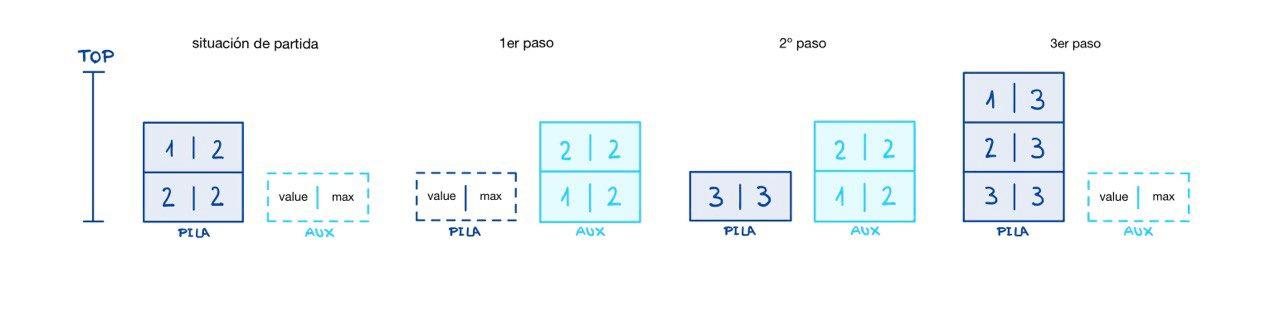 situación de partida
1er paso
2º paso
3er paso
TOP
1 | 2
2 | 2
PILA
value | max
AUX
value | max
PILA
2 | 2
1 | 2
AUX
3 | 3
PILA
2 | 2
1 | 2
AUX
1 | 3
2 | 3
3 | 3
PILA
value | max
AUX